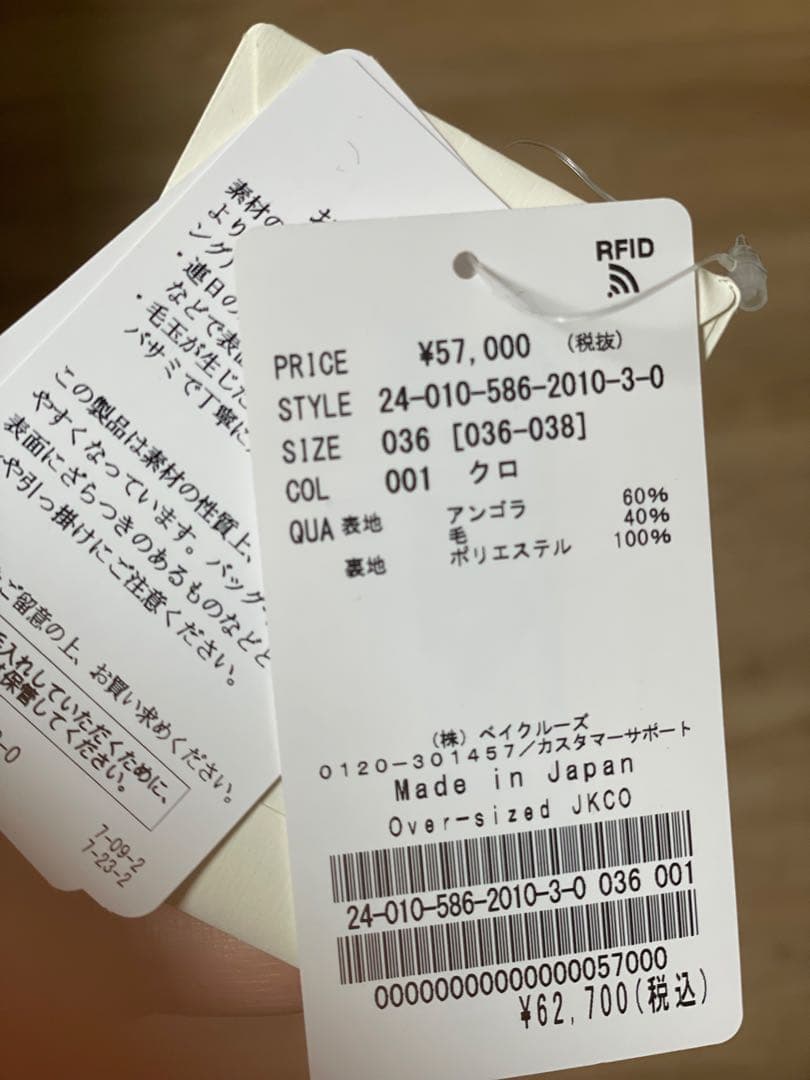 素材の
より
ング)
・連日の
などで表面
・毛玉が生じた
バサミで丁寧に
この製品は素材の性質上、
やすくなっています。バッグ
表面にざらつきのあるものなどと
や引っ掛けにご注意ください。
ご留意の上、お買い求めください。
入れしていただくために、
保管してください。
-0
7-09-2
7-23-2
RFID
PRICE ¥57,000 (税抜)
STYLE 24-010-586-2010-3-0
SIZE 036 [036-038]
COL 001 クロ
QUA 表地 アンゴラ 60%
毛 40%
裏地 ポリエステル 100%
(株) ベイクルーズ
0120-301457/カスタマーサポート
Made in Japan
Over-sized JKCO
24-010-586-2010-3-0 036 001
00000000000000057000
¥62,700(税込)